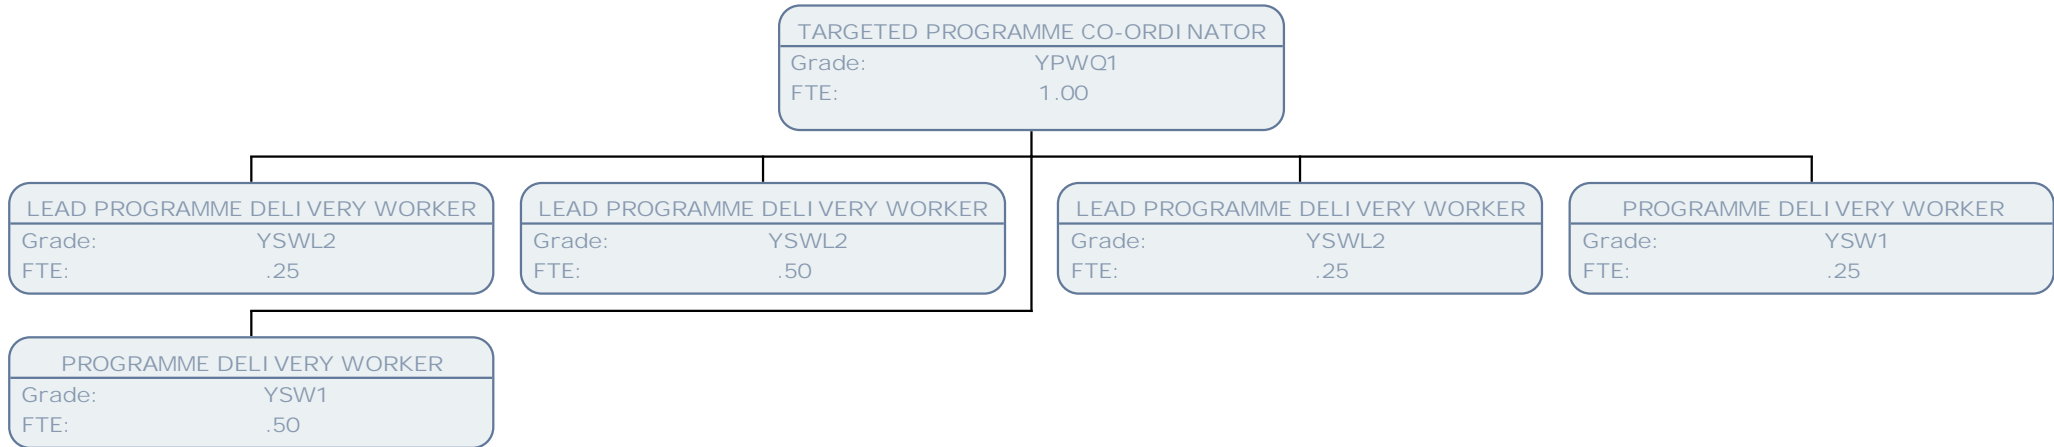 TARGETED PROGRAMME CO-ORDINATOR
Grade: YPWQ1
FTE: 1.00
LEAD PROGRAMME DELIVERY WORKER
Grade: YSWL2
FTE: .25
LEAD PROGRAMME DELIVERY WORKER
Grade: YSWL2
FTE: .50
LEAD PROGRAMME DELIVERY WORKER
Grade: YSWL2
FTE: .25
PROGRAMME DELIVERY WORKER
Grade: YSW1
FTE: .25
PROGRAMME DELIVERY WORKER
Grade: YSW1
FTE: .50